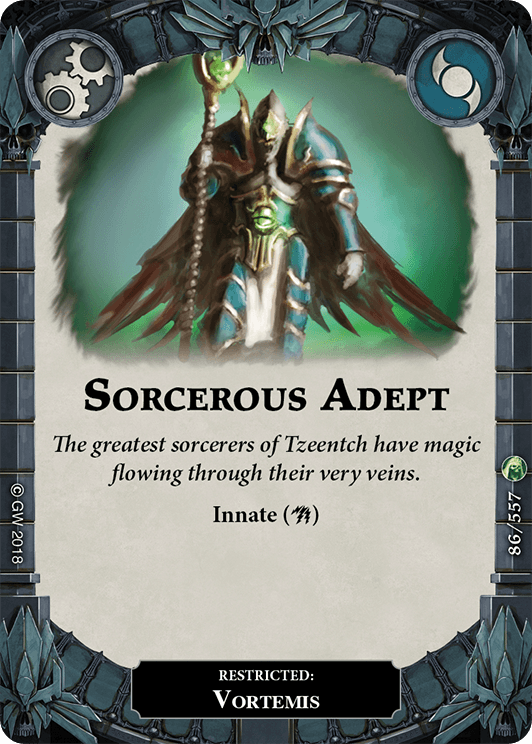 SORCEROUS ADEPT
The greatest sorcerers of Tzeentch have magic
flowing through their very veins.
Innate ()
© GW 2018
86/557
RESTRICTED:
VORTEMIS